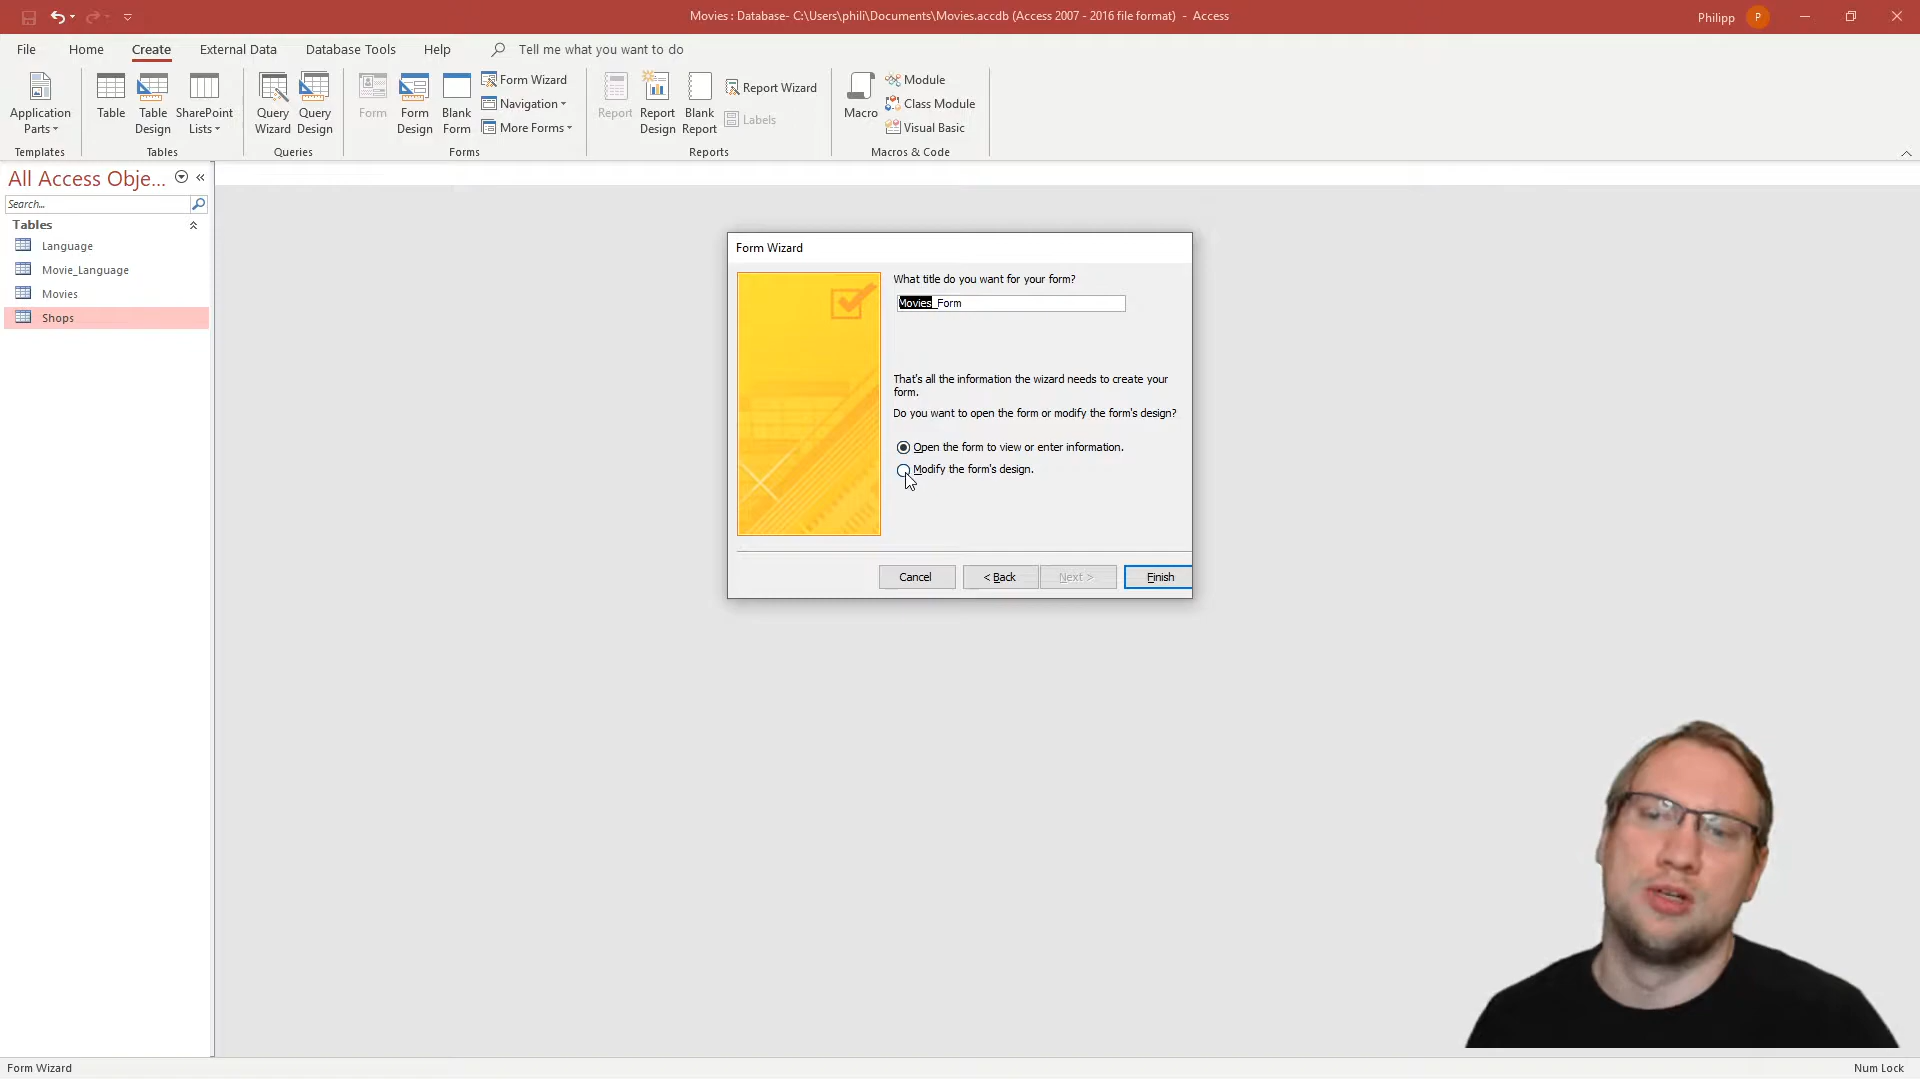 Movies : Database- C:\Users\phili\Documents\Movies.accdb (Access 2007 - 2016 file format) - Access
Philipp
P
File
Home
Create
External Data
Database Tools
Help
Tell me what you want to do
Application Parts
Table
Table Design
SharePoint Lists
Query Wizard
Query Design
Form
Form Design
Blank Form
Form Wizard
Navigation
More Forms
Report
Report Design
Blank Report
Report Wizard
Labels
Macro
Module
Class Module
Visual Basic
Templates
Tables
Queries
Forms
Reports
Macros & Code
All Access Obje...
Search...
Tables
Language
Movie_Language
Movies
Shops
Form Wizard
What title do you want for your form?
Movies_Form
That's all the information the wizard needs to create your
form.
Do you want to open the form or modify the form's design?
Open the form to view or enter information.
Modify the form's design.
Cancel
< Back
Next >
Finish
Form Wizard
Num Lock